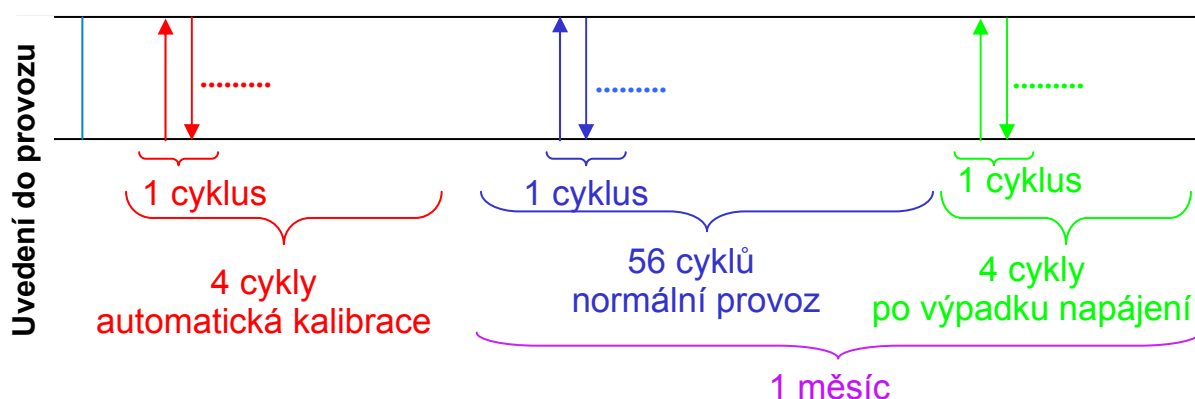 Uvedení do provozu
1 cyklus
4 cykly
automatická kalibrace
1 cyklus
56 cyklů
normální provoz
1 cyklus
4 cykly
po výpadku napájení
1 měsíc